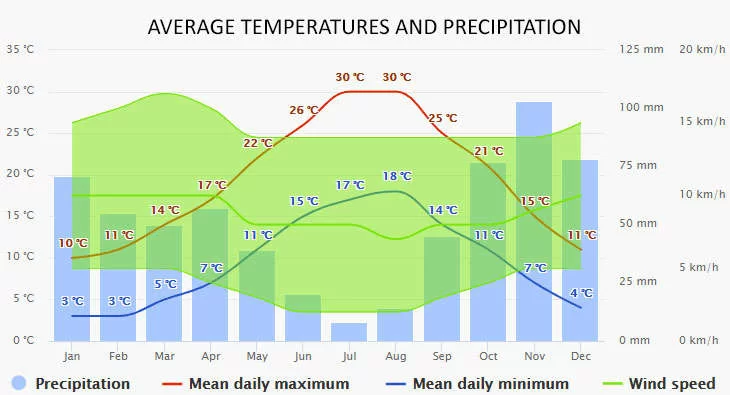 AVERAGE TEMPERATURES AND PRECIPITATION
35 °C 125 mm 20 km/h
30 °C 30 °C
30 °C 100 mm 15 km/h
26 °C 25 °C
25 °C
22 °C 21 °C
20 °C 75 mm
17 °C 17 °C 18 °C
14 °C 15 °C 14 °C 15 °C
15 °C 50 mm 10 km/h
10 °C 11 °C 11 °C 11 °C 11 °C
10 °C
7 °C 7 °C
5 °C 25 mm 5 km/h
3 °C 3 °C 5 °C 4 °C
0 °C 0 mm 0 km/h
Jan Feb Mar Apr May Jun Jul Aug Sep Oct Nov Dec
Precipitation Mean daily maximum Mean daily minimum Wind speed